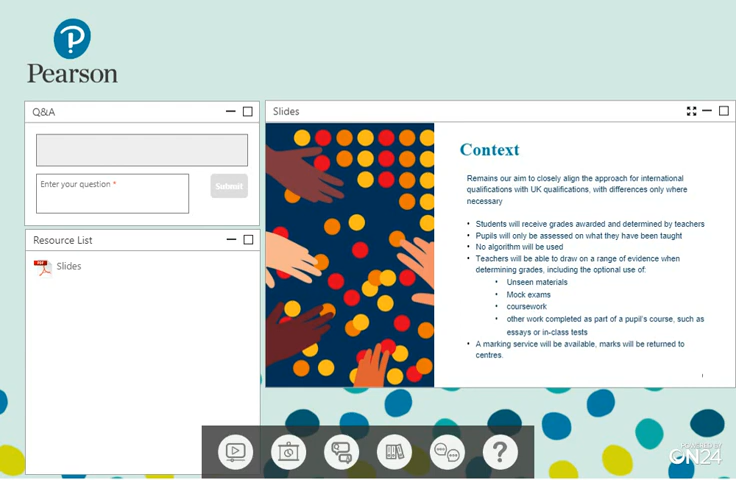 Pearson
Q&A
Enter your question *
Submit
Resource List
Slides
Slides
Context
Remains our aim to closely align the approach for international
qualifications with UK qualifications, with differences only where
necessary
• Students will receive grades awarded and determined by teachers
• Pupils will only be assessed on what they have been taught
• No algorithm will be used
• Teachers will be able to draw on a range of evidence when
determining grades, including the optional use of:
• Unseen materials
• Mock exams
• coursework
• other work completed as part of a pupil's course, such as
essays or in-class tests
• A marking service will be available, marks will be returned to
centres.
POWERED BY
ON24